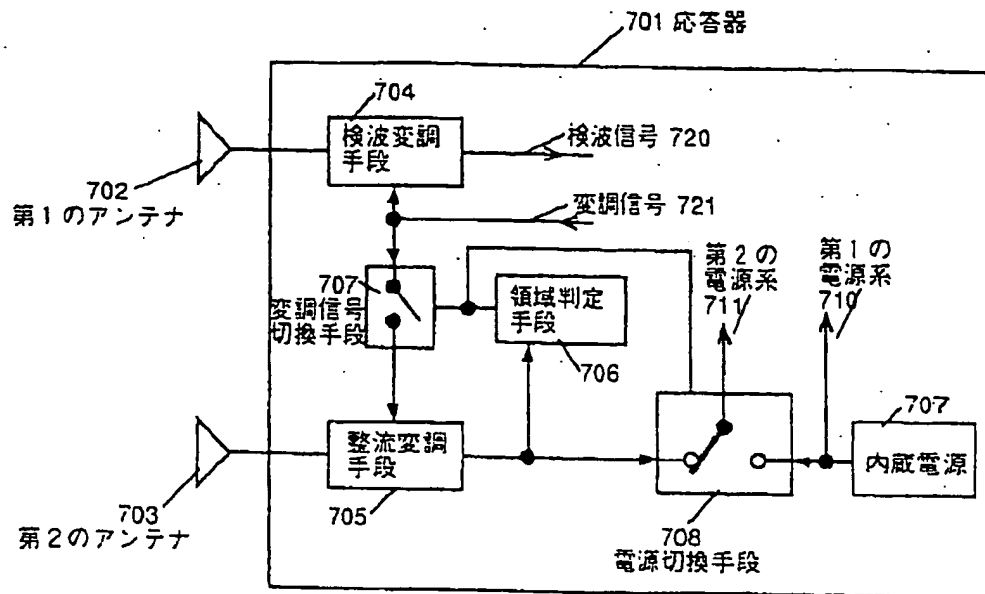 701 応答器
704
検波変調
手段
検波信号 720
702
第1のアンテナ
変調信号 721
707
変調信号
切換手段
領域判定
手段
706
第2の
電源系
711
第1の
電源系
710
703
第2のアンテナ
整流変調
手段
705
708
電源切換手段
707
内蔵電源